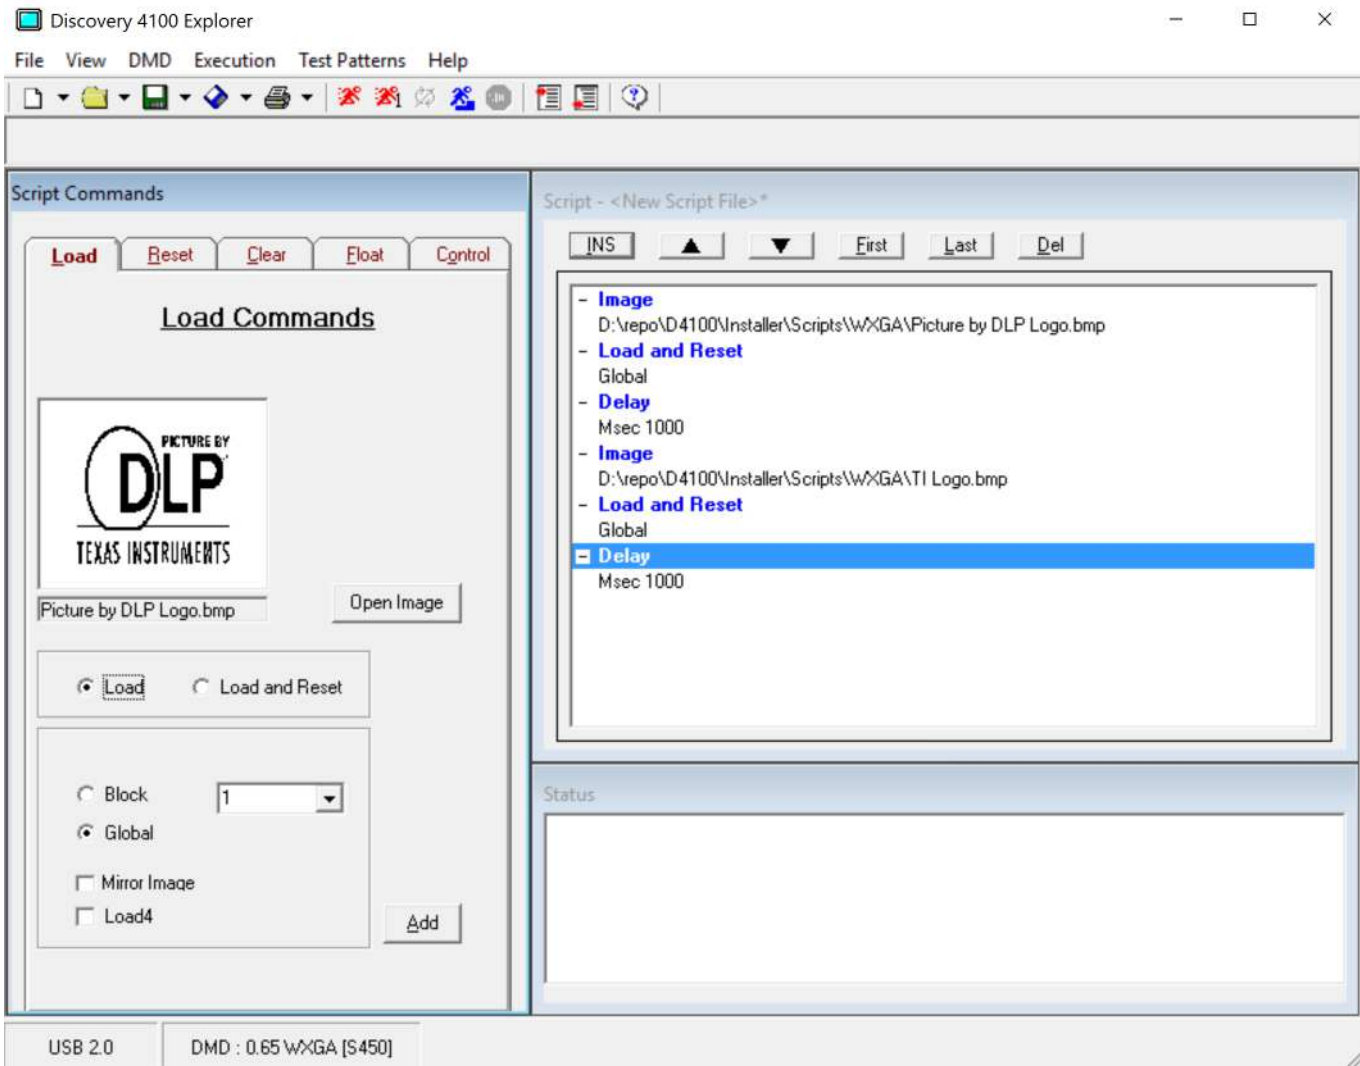 Discovery 4100 Explorer
File View DMD Execution Test Patterns Help
Script Commands
Load Reset Clear Float Control
Load Commands
PICTURE BY
DLP
TEXAS INSTRUMENTS
Picture by DLP Logo.bmp
Open Image
Load Load and Reset
Block 1
Global
Mirror Image
Load4
Add
Script - <New Script File>*
INS First Last Del
Image
D:\repo\D4100\Installer\Scripts\WXGA\Picture by DLP Logo.bmp
Load and Reset
Global
Delay
Msec 1000
Image
D:\repo\D4100\Installer\Scripts\WXGA\TI Logo.bmp
Load and Reset
Global
Delay
Msec 1000
Status
USB 2.0 DMD : 0.65 WXGA [S450]